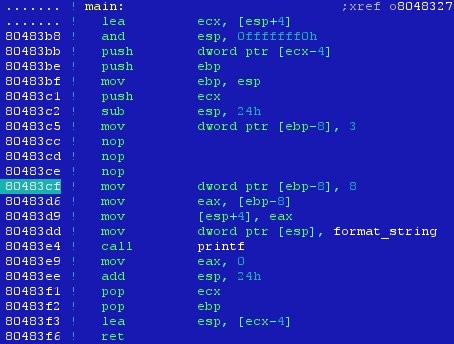 ....... ! main: ;xref o8048327
....... ! lea ecx, [esp+4]
80483b8 ! and esp, 0fffffff0h
80483bb ! push dword ptr [ecx-4]
80483be ! push ebp
80483bf ! mov ebp, esp
80483c1 ! push ecx
80483c2 ! sub esp, 24h
80483c5 ! mov dword ptr [ebp-8], 3
80483cc ! nop
80483cd ! nop
80483ce ! nop
80483cf ! mov dword ptr [ebp-8], 8
80483d6 ! mov eax, [ebp-8]
80483d9 ! mov [esp+4], eax
80483dd ! mov dword ptr [esp], format_string
80483e4 ! call printf
80483e9 ! mov eax, 0
80483ee ! add esp, 24h
80483f1 ! pop ecx
80483f2 ! pop ebp
80483f3 ! lea esp, [ecx-4]
80483f6 ! ret